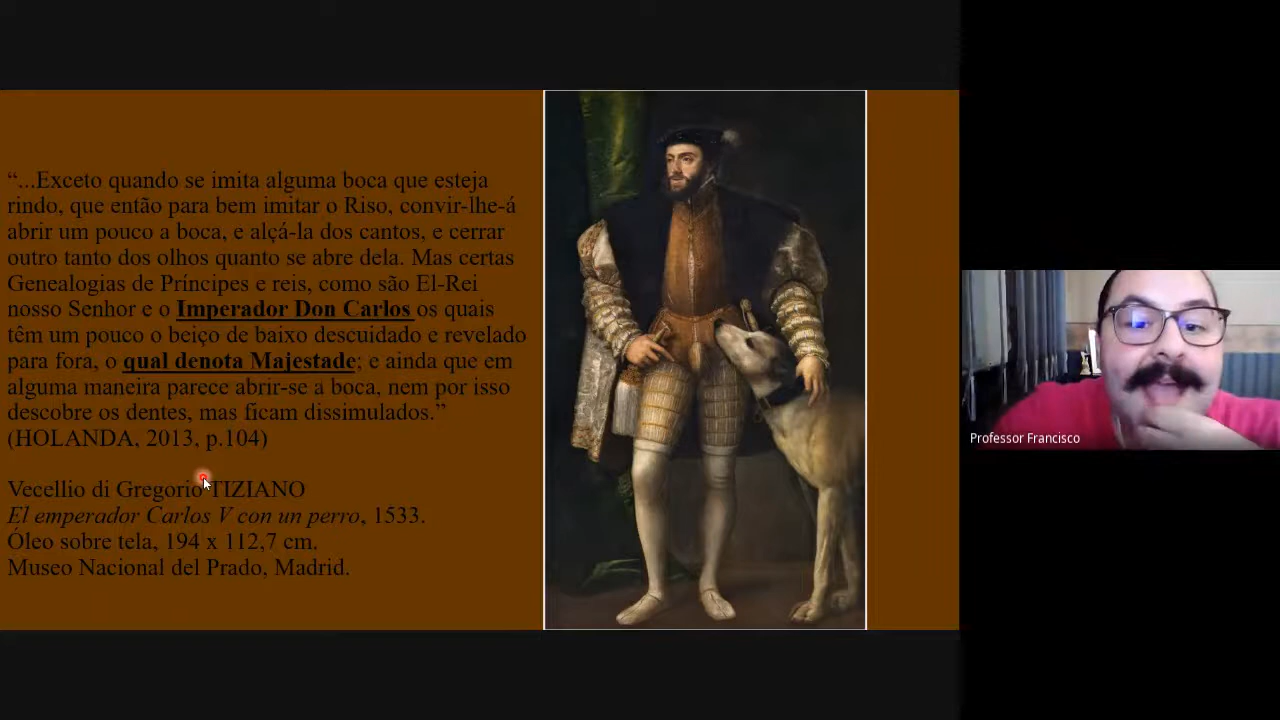 “...Exceto quando se imita alguma boca que esteja
rindo, que então para bem imitar o Riso, convir-lhe-á
abrir um pouco a boca, e alçá-la dos cantos, e cerrar
outro tanto dos olhos quanto se abre dela. Mas certas
Genealogias de Príncipes e reis, como são El-Rei
nosso Senhor e o Imperador Don Carlos os quais
têm um pouco o beiço de baixo descuidado e revelado
para fora, o qual denota Majestade; e ainda que em
alguma maneira parece abrir-se a boca, nem por isso
descobre os dentes, mas ficam dissimulados.”
(HOLANDA, 2013, p.104)
Vecellio di Gregorio TIZIANO
El emperador Carlos V con un perro, 1533.
Óleo sobre tela, 194 x 112,7 cm.
Museo Nacional del Prado, Madrid.
Professor Francisco